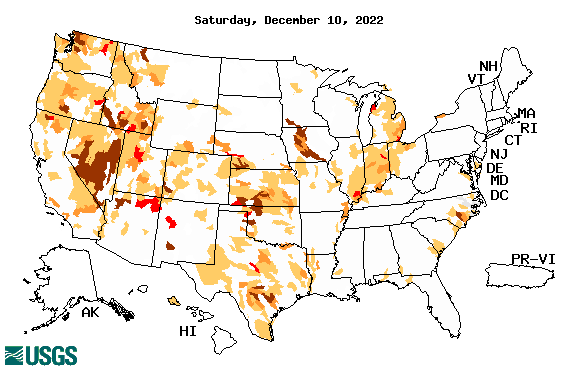 Saturday, December 10, 2022
NH
VT
MA
RI
CT
NJ
DE
MD
DC
PR-VI
AK
HI
USGS